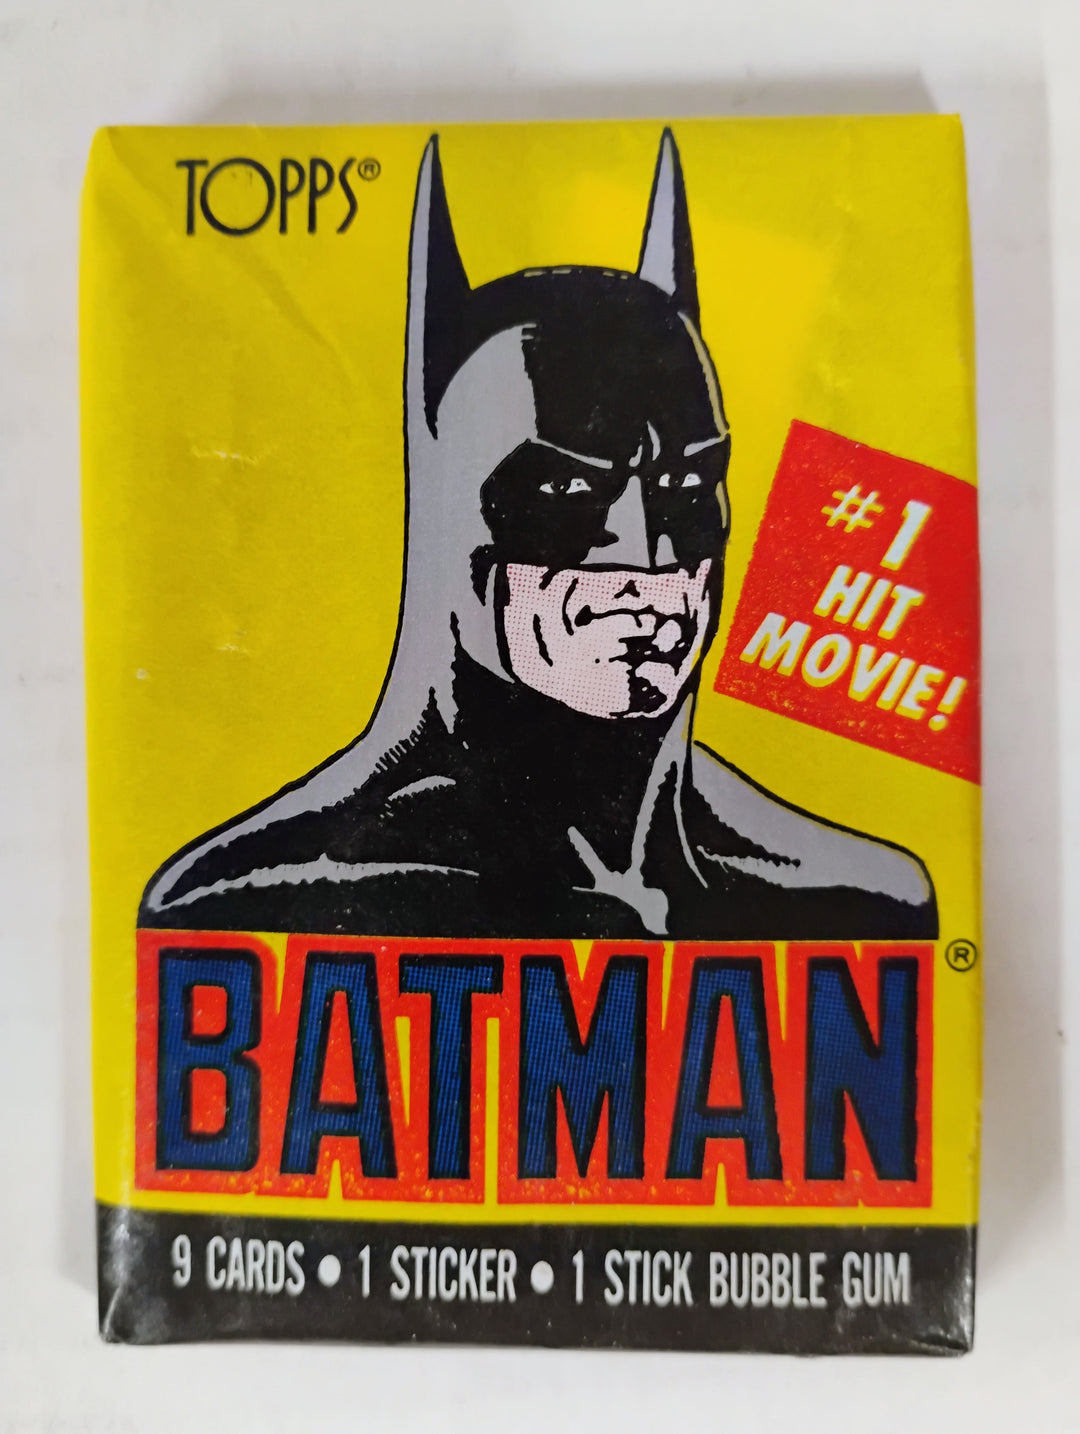 TOPPS®
#1
HIT
MOVIE!
BATMAN®
9 CARDS • 1 STICKER • 1 STICK BUBBLE GUM